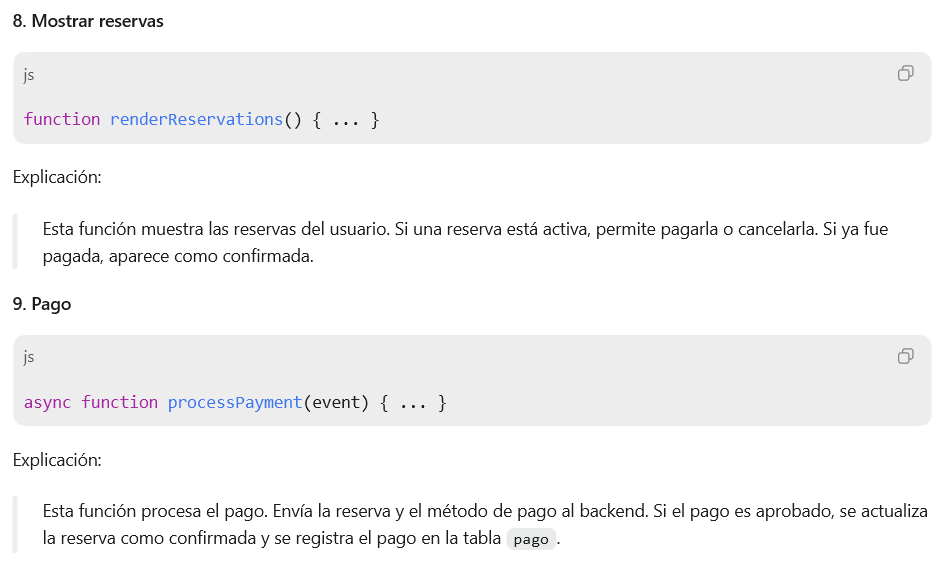 8. Mostrar reservas
js
function renderReservations() { ... }
Explicación:
Esta función muestra las reservas del usuario. Si una reserva está activa, permite pagarla o cancelarla. Si ya fue
pagada, aparece como confirmada.
9. Pago
js
async function processPayment(event) { ... }
Explicación:
Esta función procesa el pago. Envía la reserva y el método de pago al backend. Si el pago es aprobado, se actualiza
la reserva como confirmada y se registra el pago en la tabla pago.